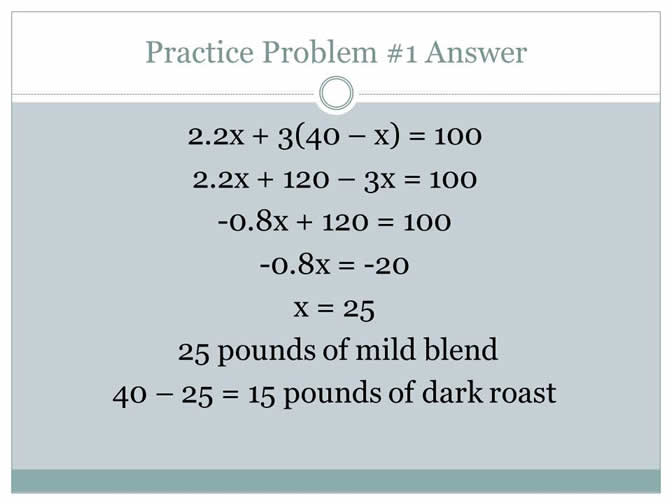 Practice Problem #1 Answer
2.2x + 3(40 – x) = 100
2.2x + 120 – 3x = 100
-0.8x + 120 = 100
-0.8x = -20
x = 25
25 pounds of mild blend
40 – 25 = 15 pounds of dark roast